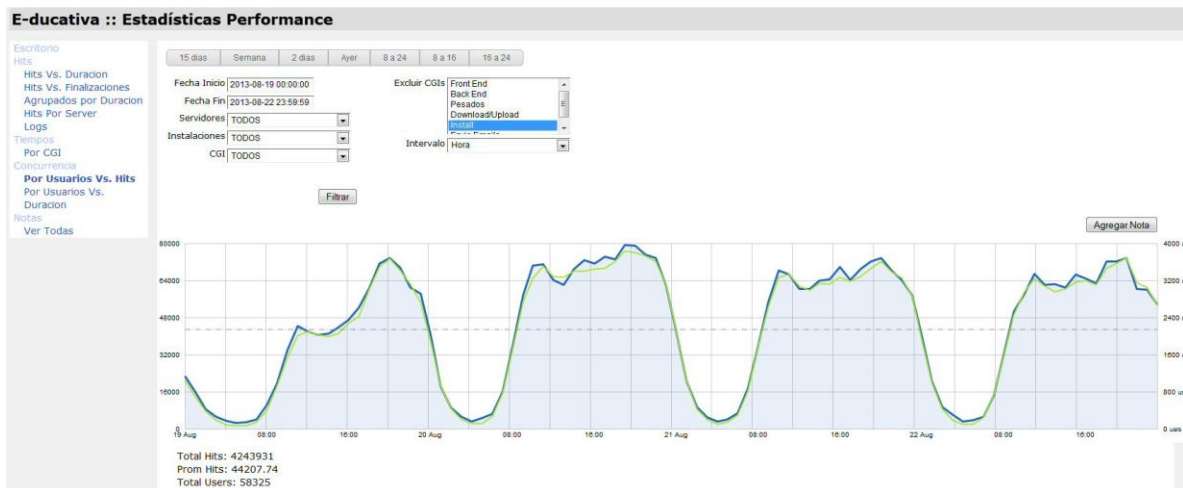 E-ducativa :: Estadísticas Performance
Escritorio
Hits
Hits Vs. Duracion
Hits Vs. Finalizaciones
Agrupados por Duracion
Hits Por Server
Logs
Tiempos
Por CGI
Concurrencia
Por Usuarios Vs. Hits
Por Usuarios Vs.
Duracion
Notas
Ver Todas
15 dias Semana 2 dias Ayer 8 a 24 8 a 16 16 a 24
Fecha Inicio 2013-08-19 00:00:00
Fecha Fin 2013-08-22 23:59:59
Servidores TODOS
Instalaciones TODOS
CGI TODOS
Excluir CGIs Front End
Back End
Pesados
Download/Upload
Install
Intervalo Hora
Filtrar
Agregar Nota
80000
64000
48000
32000
16000
0
4000
3200
2400
1600
800
0
19 Aug 08:00 16:00 20 Aug 08:00 16:00 21 Aug 08:00 16:00 22 Aug 08:00 16:00
Total Hits: 4243931
Prom Hits: 44207.74
Total Users: 58325